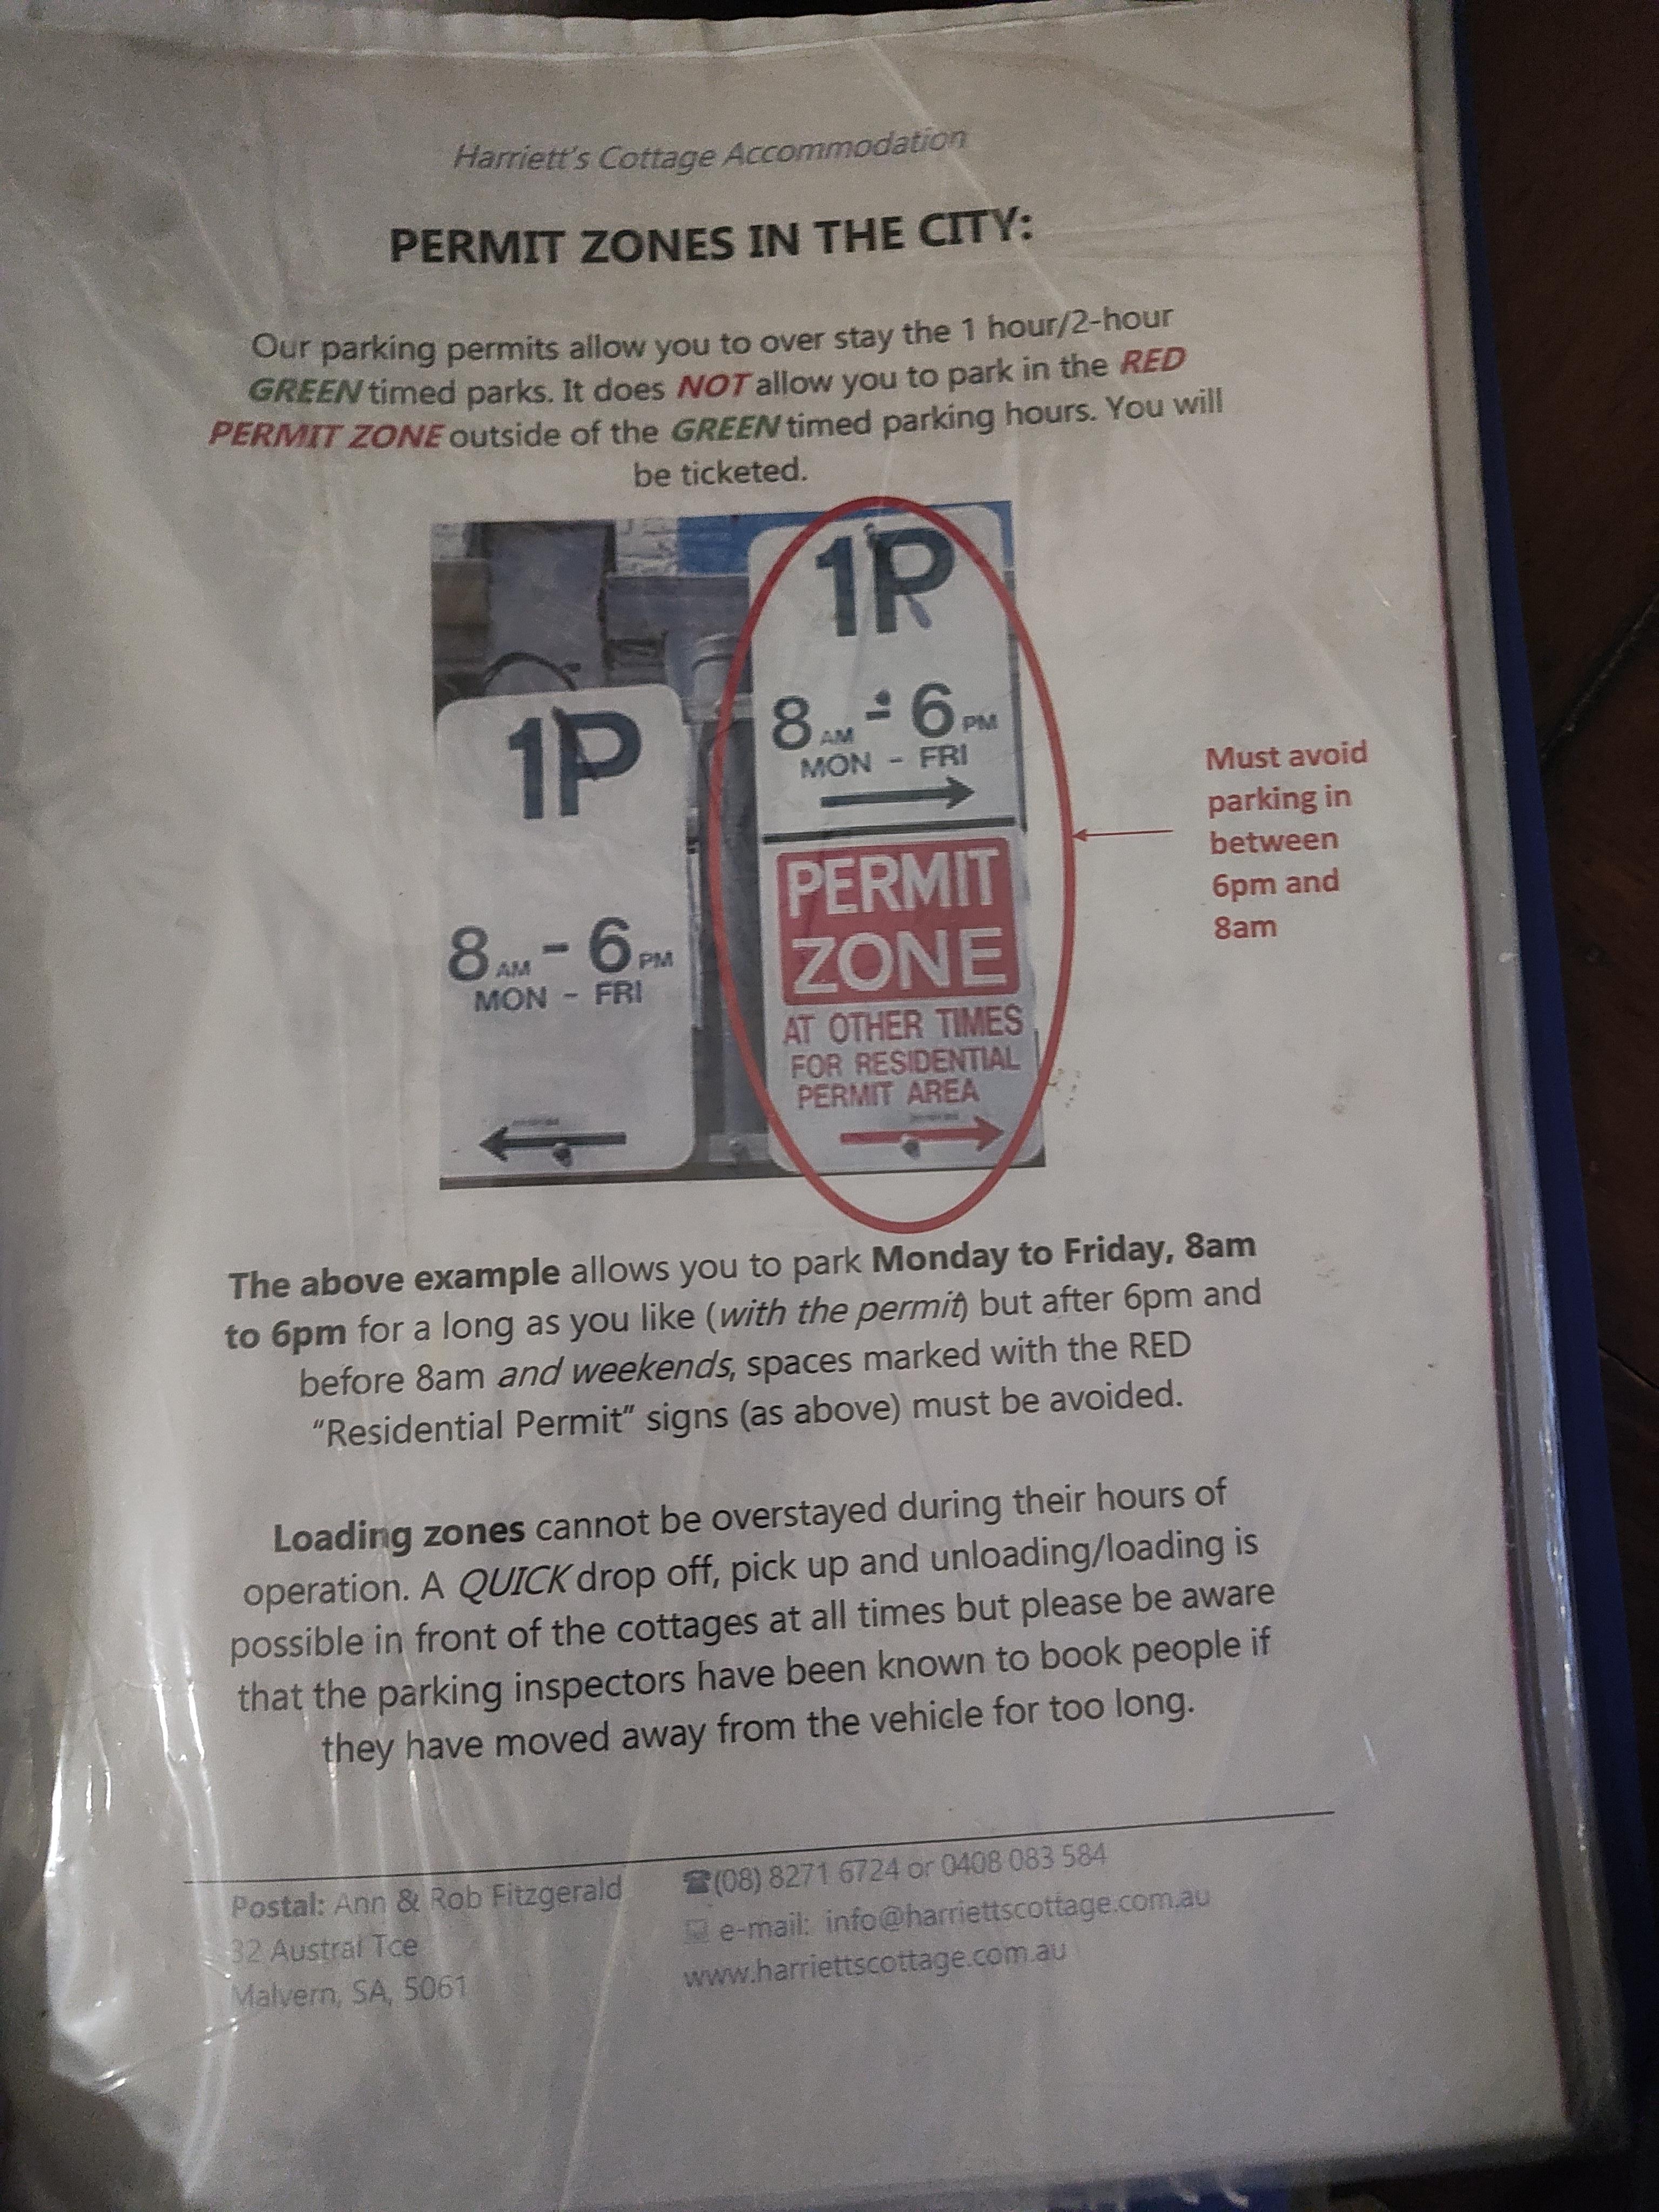 Harriett's Cottage Accommodation
PERMIT ZONES IN THE CITY:
Our parking permits allow you to over stay the 1 hour/2-hour
GREEN timed parks. It does NOT allow you to park in the RED
PERMIT ZONE outside of the GREEN timed parking hours. You will
be ticketed.
1P
8AM - 6PM
MON - FRI
1P
8AM - 6PM
MON - FRI
PERMIT
ZONE
AT OTHER TIMES
FOR RESIDENTIAL
PERMIT AREA
Must avoid
parking in
between
6pm and
8am
The above example allows you to park Monday to Friday, 8am
to 6pm for a long as you like (with the permit) but after 6pm and
before 8am and weekends, spaces marked with the RED
"Residential Permit" signs (as above) must be avoided.
Loading zones cannot be overstayed during their hours of
operation. A QUICK drop off, pick up and unloading/loading is
possible in front of the cottages at all times but please be aware
that the parking inspectors have been known to book people if
they have moved away from the vehicle for too long.
Postal: Ann & Rob Fitzgerald
32 Austral Tce
Malvern, SA, 5061
☎(08) 8271 6724 or 0408 083 584
e-mail: info@harriettscottage.com.au
www.harriettscottage.com.au